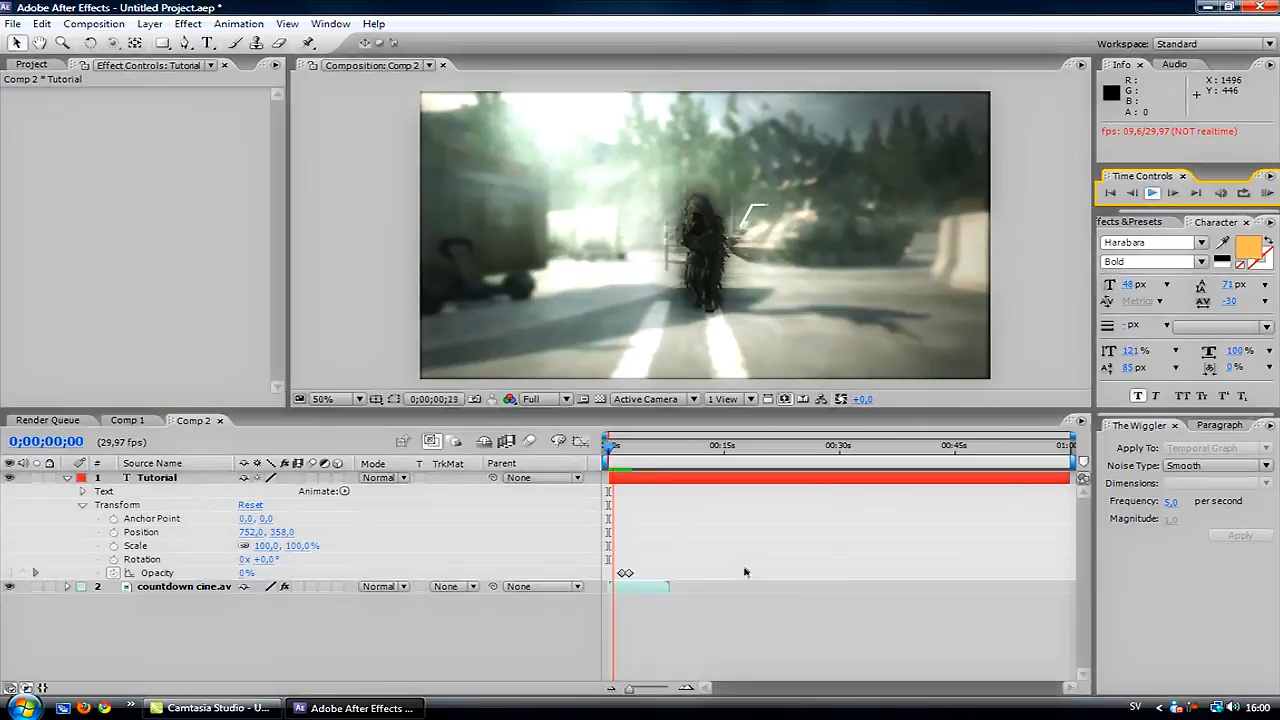 Adobe After Effects - Untitled Project.aep *
File Edit Composition Layer Effect Animation View Window Help
Workspace: Standard
Project Effect Controls: Tutorial
Comp 2 * Tutorial
Composition: Comp 2
50% 0;00;00;29 Full Active Camera 1 View +0,0
Info Audio
R: X: 1496
G: Y: 446
B:
A: 0
fps: 09,6/29,97 (NOT realtime)
Time Controls
ffects &Presets Character
Harabara
Bold
48 px 71 px
Metrics -30
- px
121 % 100 %
85 px 0 %
T T TT Tr T' T,
Render Queue Comp 1 Comp 2
0;00;00;00 (29,97 fps)
0s 00:15s 00:30s 00:45s 01:00
# Source Name Mode T TrkMat Parent
1 T Tutorial Normal None
Text Animate:
Transform Reset
Anchor Point 0,0, 0,0
Position 752,0, 358,0
Scale 100,0, 100,0%
Rotation 0x +0,0°
Opacity 0%
2 countdown cine.av Normal None None
The Wiggler Paragraph
Apply To: Temporal Graph
Noise Type: Smooth
Dimensions:
Frequency: 5,0 per second
Magnitude: 1,0
Apply
Camtasia Studio - U... Adobe After Effects ... SV 16:00